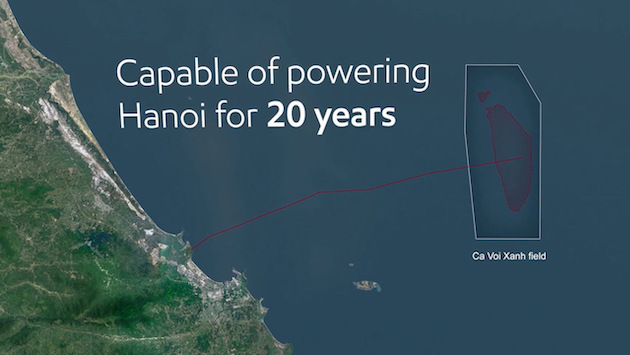 Capable of powering
Hanoi for 20 years
Ca Voi Xanh field